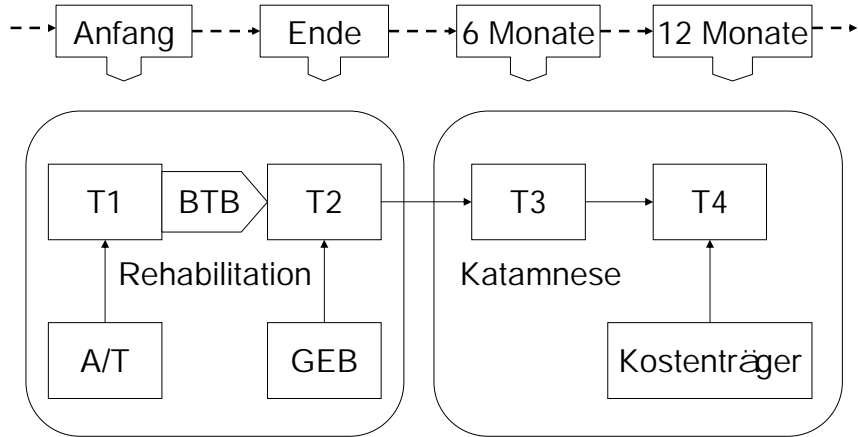 Anfang
Ende
6 Monate
12 Monate
T1
BTB
T2
T3
T4
Rehabilitation
Katamnese
A/T
GEB
Kostenträger